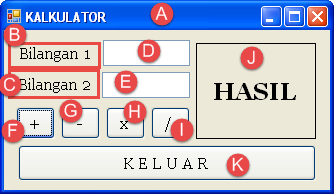 KALKULATOR A
B
Bilangan 1 D J
C Bilangan 2 E
HASIL
F + G - H x I /
KELUAR K